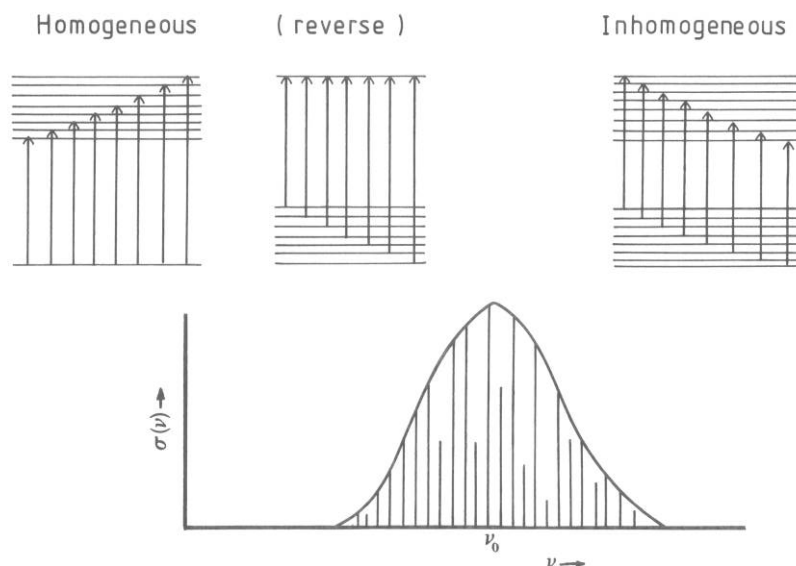 Homogeneous (reverse) Inhomogeneous
σ(ν) →
ν₀
ν →